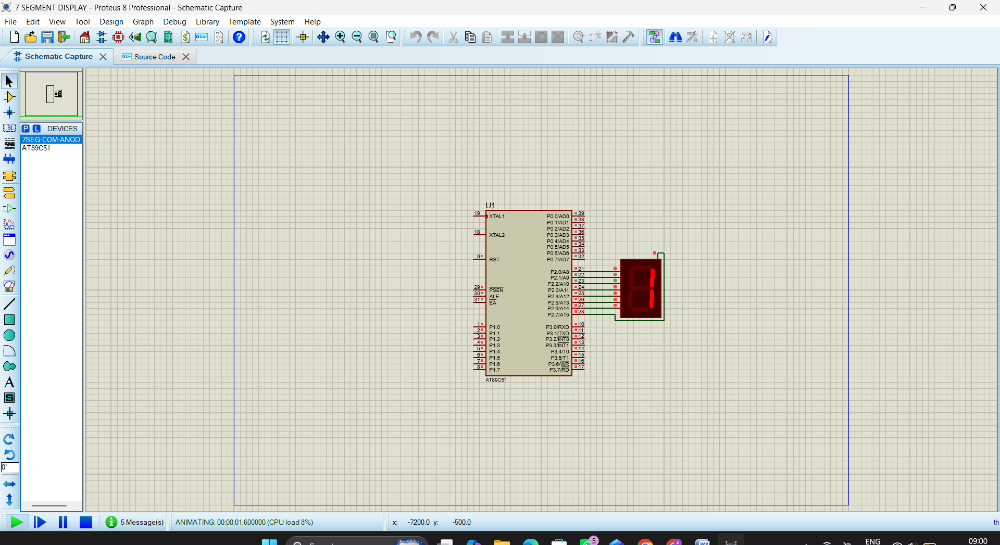 7 SEGMENT DISPLAY - Proteus 8 Professional - Schematic Capture
File Edit View Tool Design Graph Debug Library Template System Help
Schematic Capture
Source Code
P L DEVICES
7SEG-COM-ANOD
AT89C51
LBL
A
S
0°
U1
19 XTAL1
18 XTAL2
9 RST
29 PSEN
30 ALE
31 EA
1 P1.0
2 P1.1
3 P1.2
4 P1.3
5 P1.4
6 P1.5
7 P1.6
8 P1.7
P0.0/AD0 39
P0.1/AD1 38
P0.2/AD2 37
P0.3/AD3 36
P0.4/AD4 35
P0.5/AD5 34
P0.6/AD6 33
P0.7/AD7 32
P2.0/A8 21
P2.1/A9 22
P2.2/A10 23
P2.3/A11 24
P2.4/A12 25
P2.5/A13 26
P2.6/A14 27
P2.7/A15 28
P3.0/RXD 10
P3.1/TXD 11
P3.2/INT0 12
P3.3/INT1 13
P3.4/T0 14
P3.5/T1 15
P3.6/WR 16
P3.7/RD 17
AT89C51
1
5 Message(s)
ANIMATING: 00:00:01.600000 (CPU load 8%)
x: -7200.0 y: -500.0
th
5
ENG
09:00